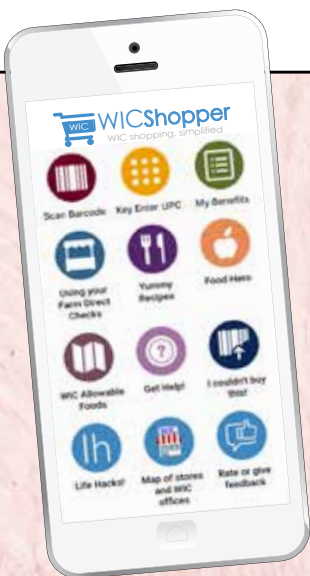 WIC
WICShopper
WIC shopping, simplified
Scan Barcode
Key Enter UPC
My Benefits
Using your
Farm Direct
Checks
Yummy
Recipes
Food Hero
WIC Allowable
Foods
Get Help!
I couldn't buy
this!
lh
Life Hacks!
Map of stores
and WIC
offices
Rate or give
feedback